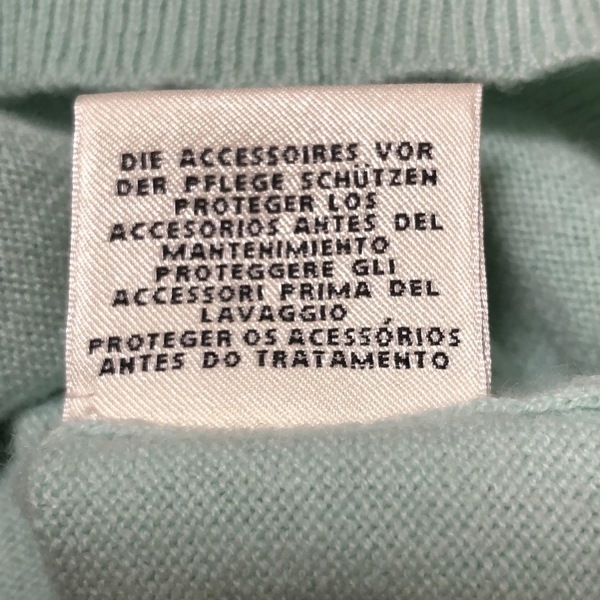 DIE ACCESSOIRES VOR
DER PFLEGE SCHÜTZEN
PROTEGER LOS
ACCESORIOS ANTES DEL
MANTENIMIENTO
PROTEGGERE GLI
ACCESSORI PRIMA DEL
LAVAGGIO
PROTEGER OS ACESSÓRIOS
ANTES DO TRATAMENTO